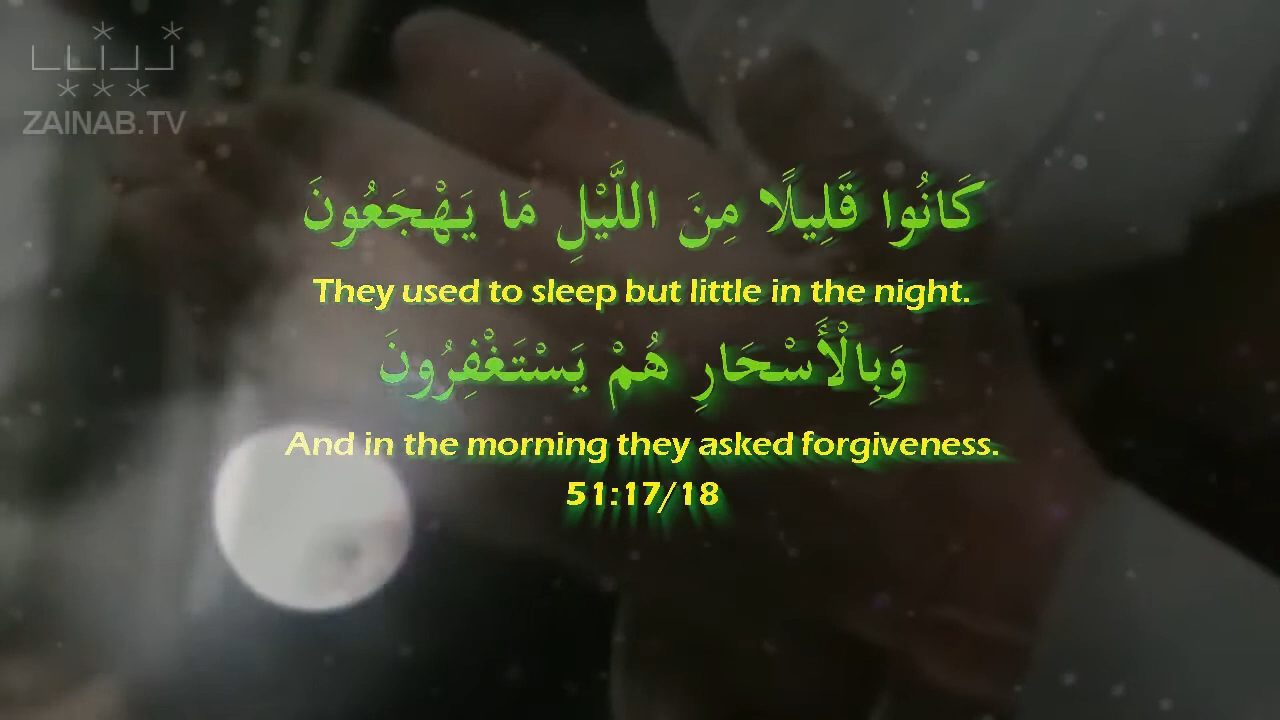 ZAINAB.TV
كَانُوا قَلِيلًا مِنَ اللَّيْلِ مَا يَهْجَعُونَ
They used to sleep but little in the night.
وَبِالْأَسْحَارِ هُمْ يَسْتَغْفِرُونَ
And in the morning they asked forgiveness.
51:17/18